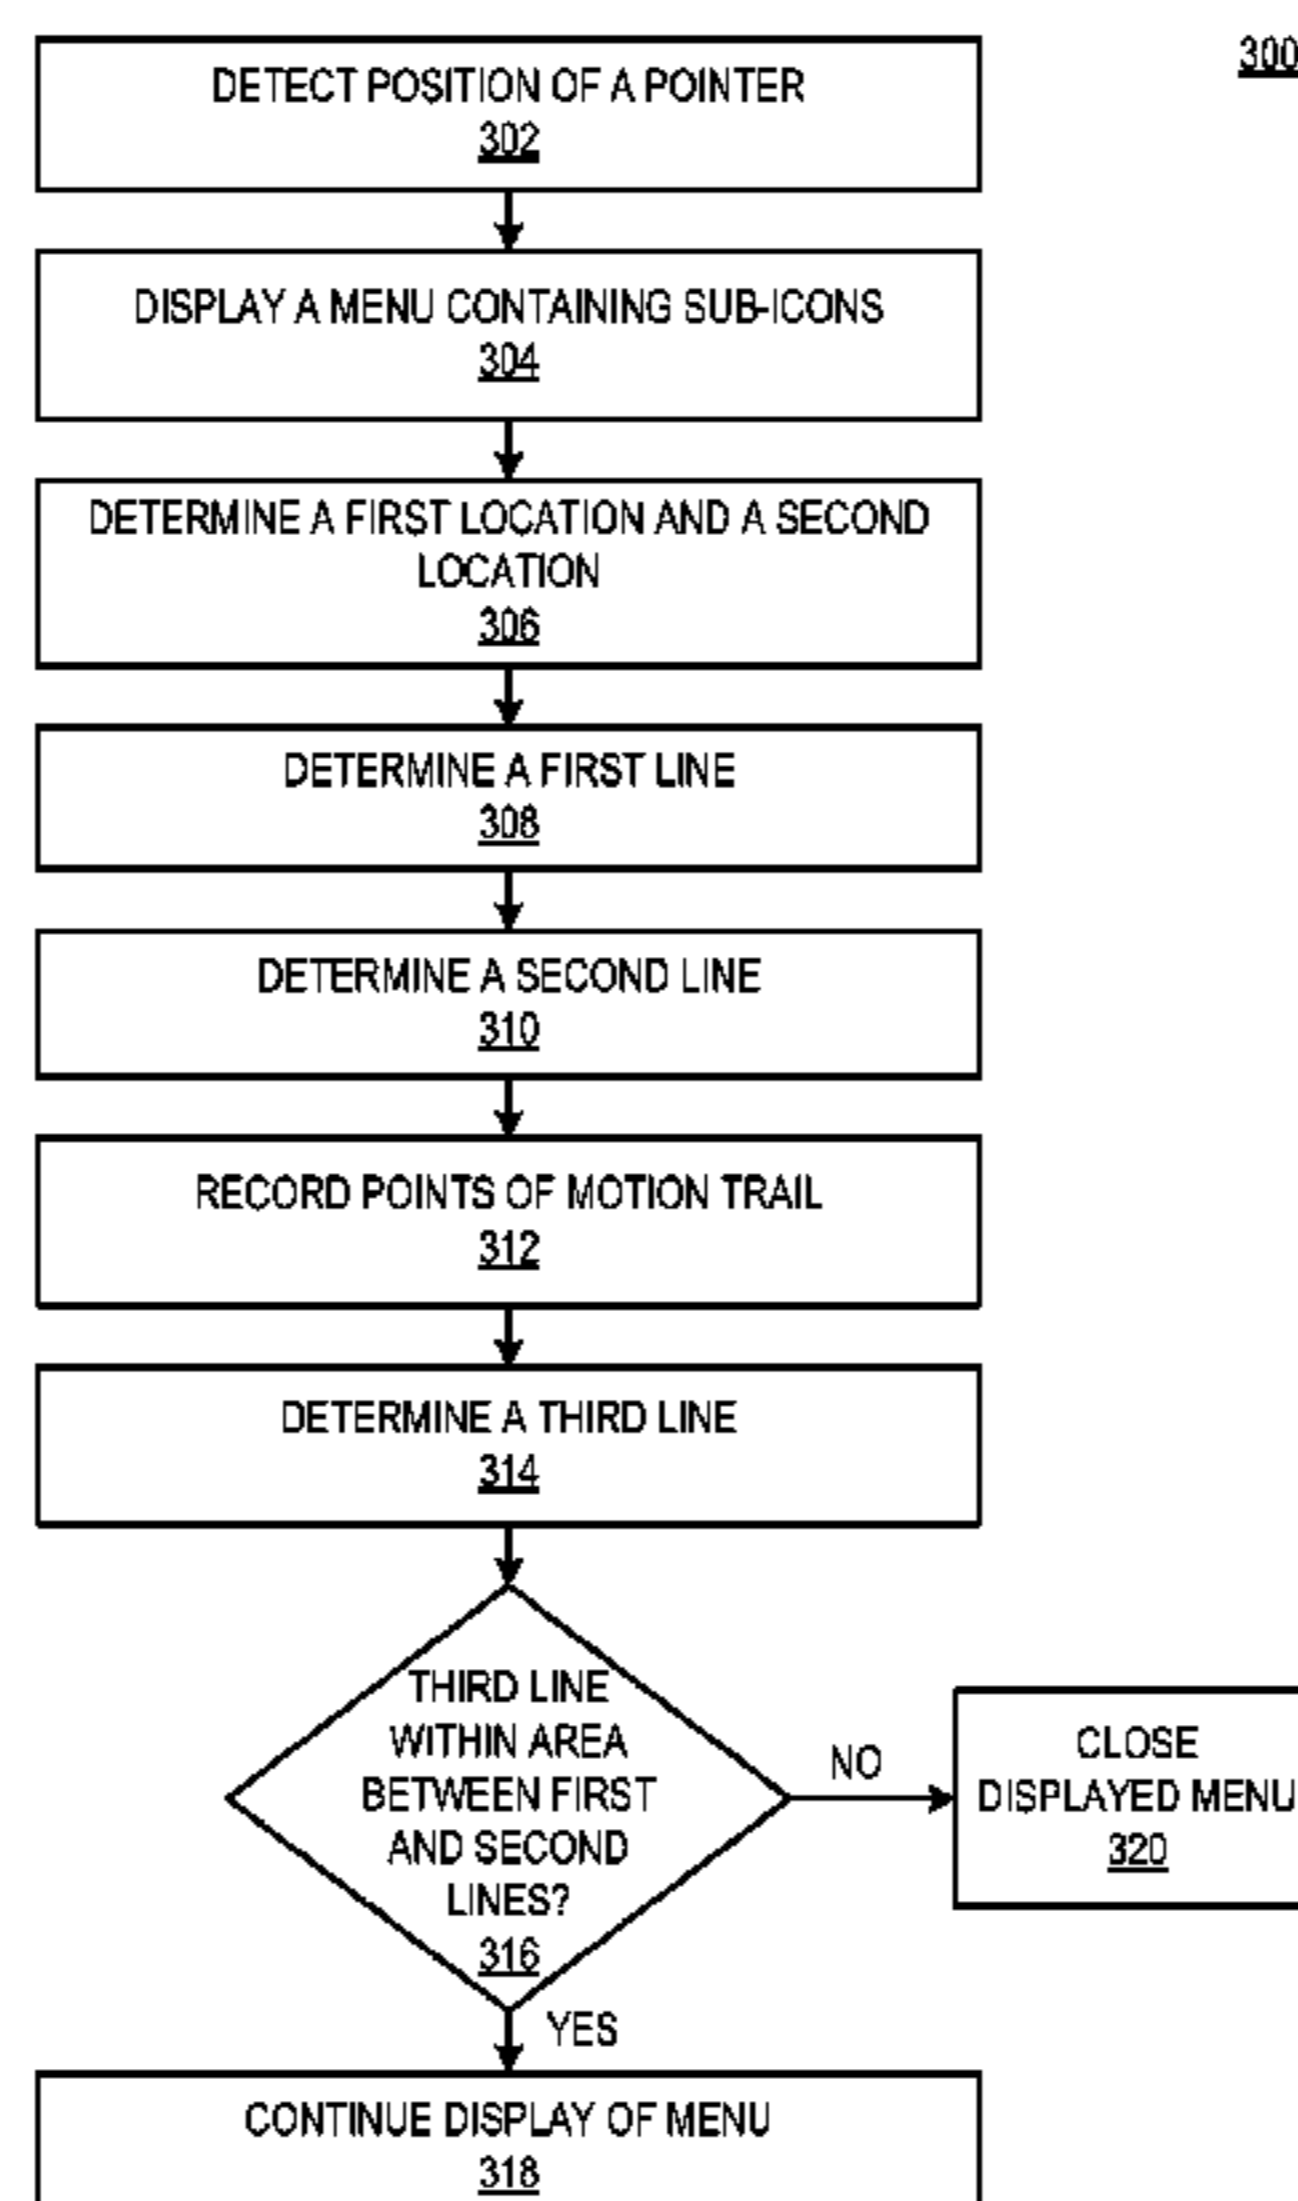 300
DETECT POSITION OF A POINTER
302
DISPLAY A MENU CONTAINING SUB-ICONS
304
DETERMINE A FIRST LOCATION AND A SECOND
LOCATION
306
DETERMINE A FIRST LINE
308
DETERMINE A SECOND LINE
310
RECORD POINTS OF MOTION TRAIL
312
DETERMINE A THIRD LINE
314
THIRD LINE
WITHIN AREA
BETWEEN FIRST
AND SECOND
LINES?
316
NO
CLOSE
DISPLAYED MENU
320
YES
CONTINUE DISPLAY OF MENU
318